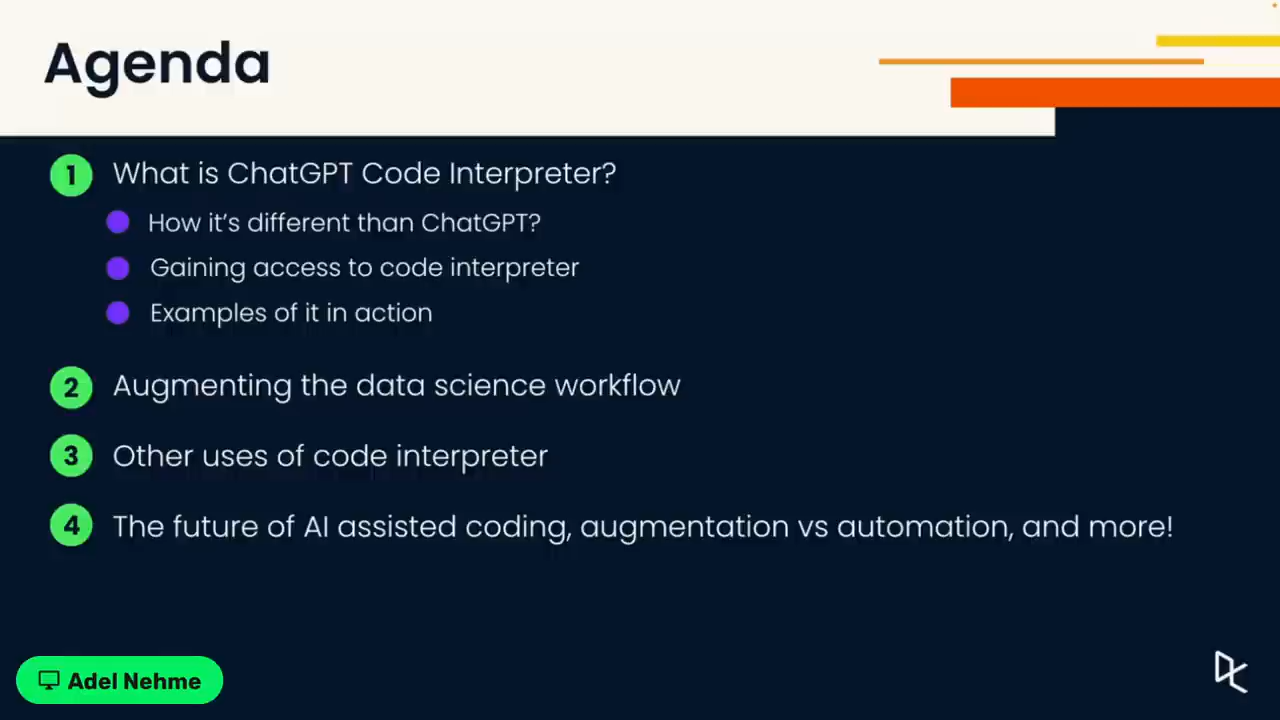 Agenda
1 What is ChatGPT Code Interpreter?
How it's different than ChatGPT?
Gaining access to code interpreter
Examples of it in action
2 Augmenting the data science workflow
3 Other uses of code interpreter
4 The future of AI assisted coding, augmentation vs automation, and more!
Adel Nehme